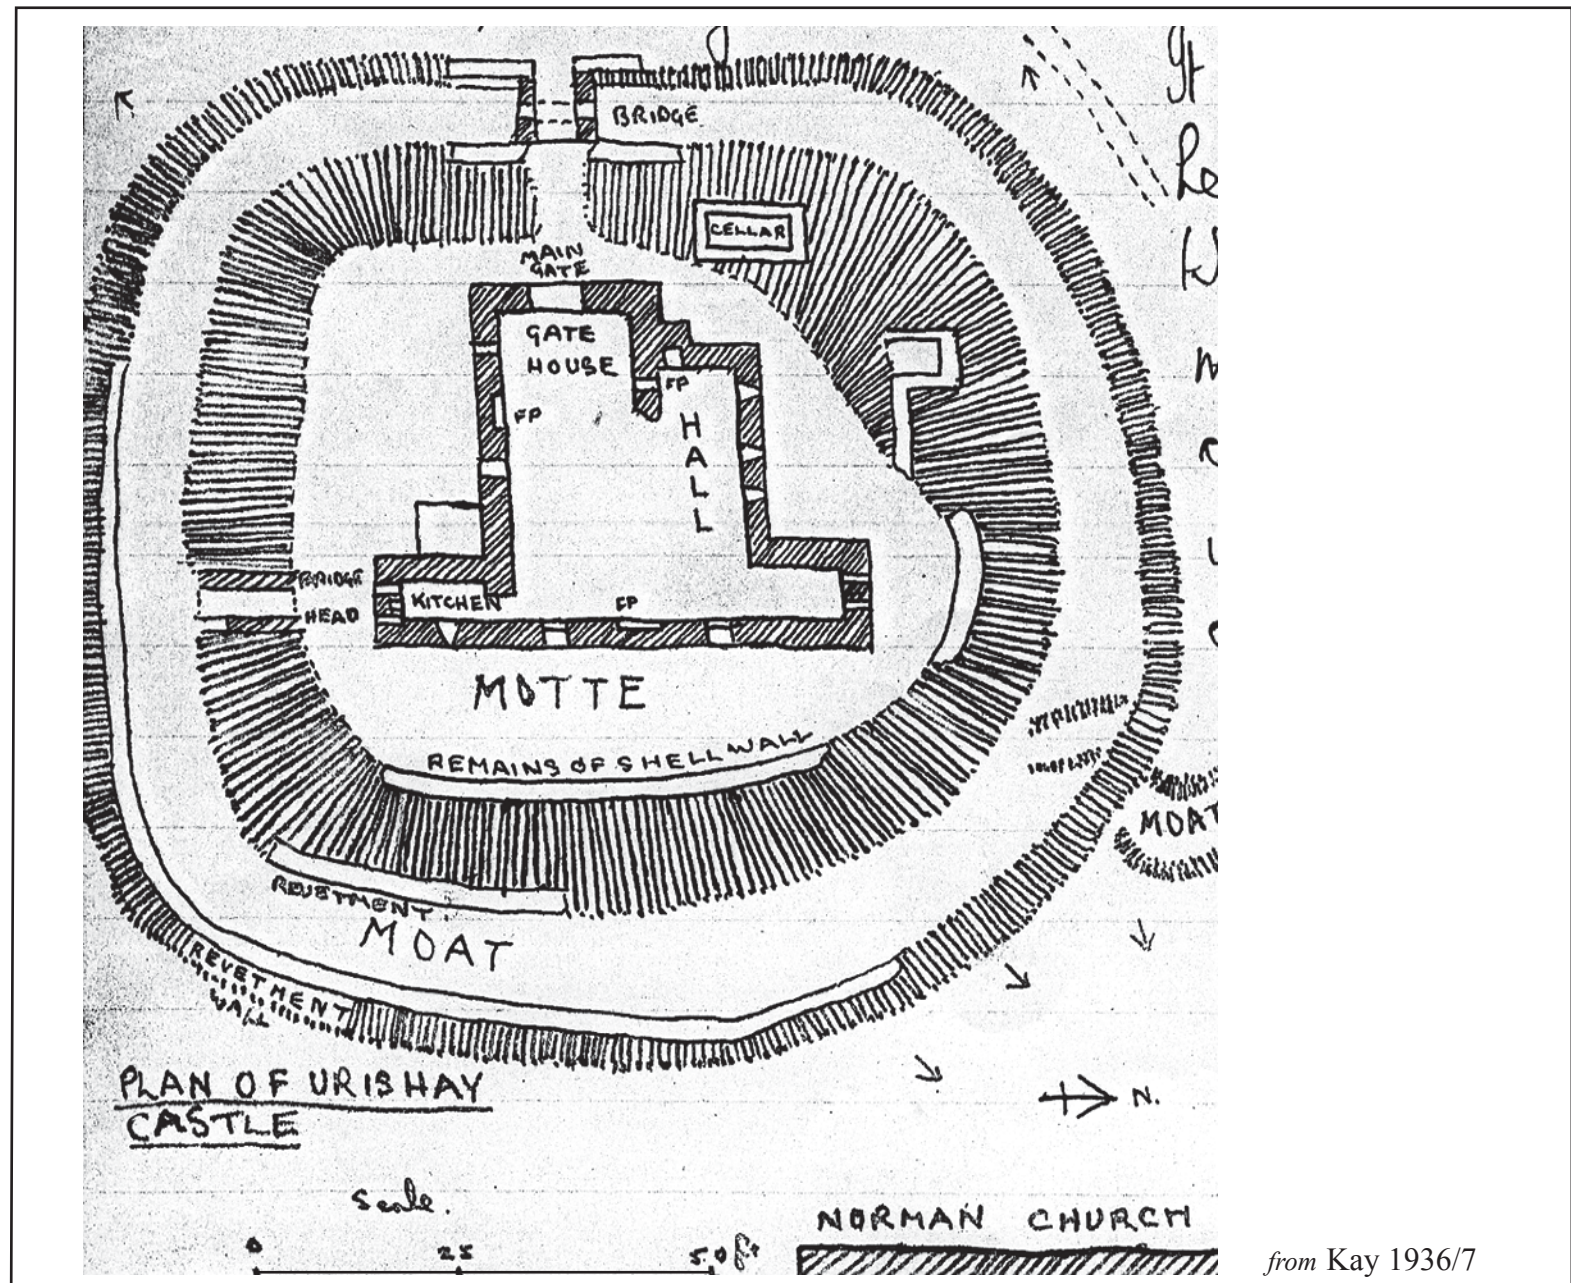 BRIDGE
CELLAR
MAIN
GATE
GATE
HOUSE
FP
FP
HALL
BRIDGE
HEAD
KITCHEN
FP
MOTTE
REMAINS OF SHELL WALL
MOAT
REVETMENT.
MOAT
REVETMENT
WALL
PLAN OF URISHAY
CASTLE
N.
Scale.
0 25 50 ft
NORMAN CHURCH
from Kay 1936/7